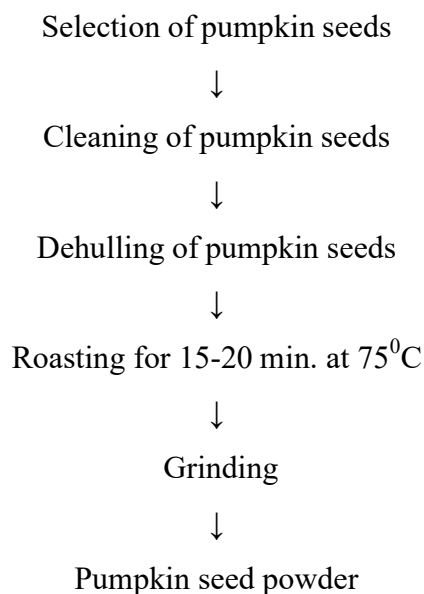 Selection of pumpkin seeds
↓
Cleaning of pumpkin seeds
↓
Dehulling of pumpkin seeds
↓
Roasting for 15-20 min. at 75⁰C
↓
Grinding
↓
Pumpkin seed powder